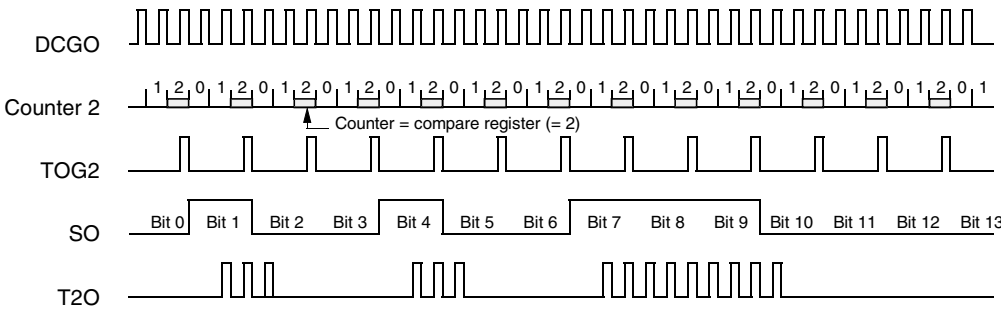 DCGO
1 2 0 1 2 0 1 2 0 1 2 0 1 2 0 1 2 0 1 2 0 1 2 0 1 2 0 1 2 0 1 2 0 1 2 0 1 2 0 1
Counter 2
Counter = compare register (= 2)
TOG2
SO Bit 0 Bit 1 Bit 2 Bit 3 Bit 4 Bit 5 Bit 6 Bit 7 Bit 8 Bit 9 Bit 10 Bit 11 Bit 12 Bit 13
T2O